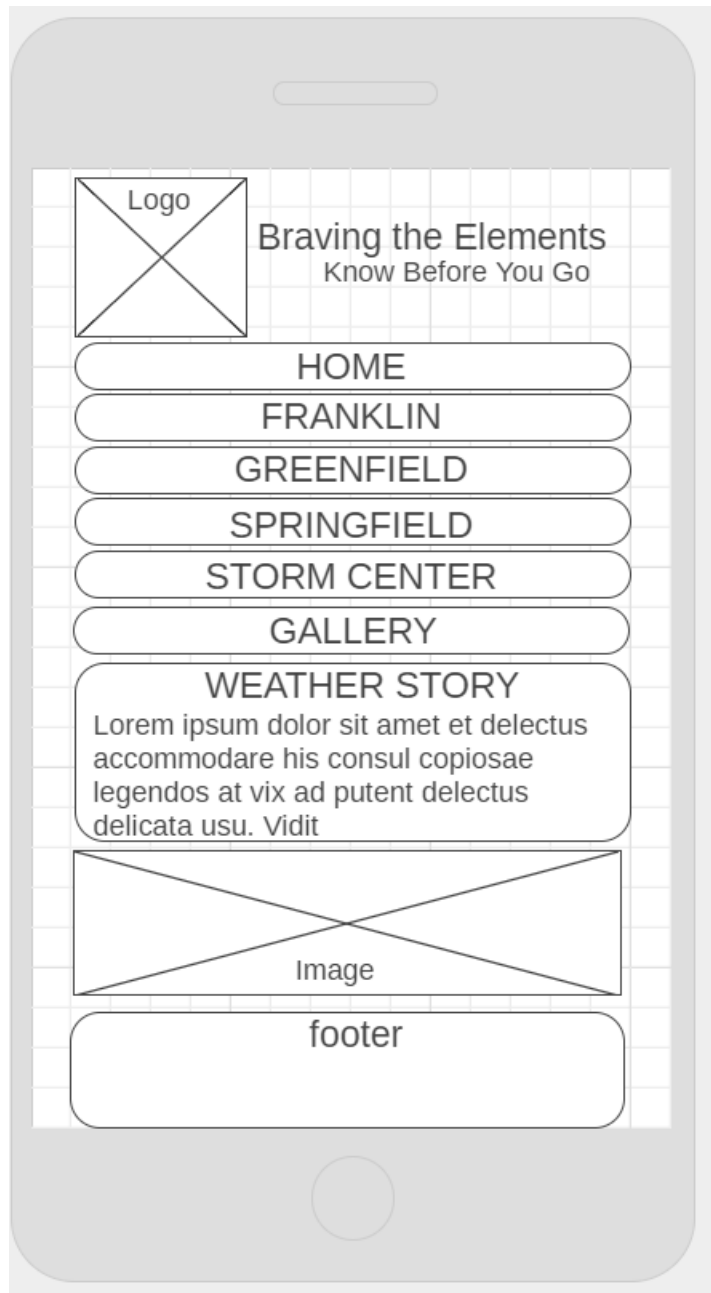 Logo
Braving the Elements
Know Before You Go
HOME
FRANKLIN
GREENFIELD
SPRINGFIELD
STORM CENTER
GALLERY
WEATHER STORY
Lorem ipsum dolor sit amet et delectus
accommodare his consul copiosae
legendos at vix ad putent delectus
delicata usu. Vidit
Image
footer